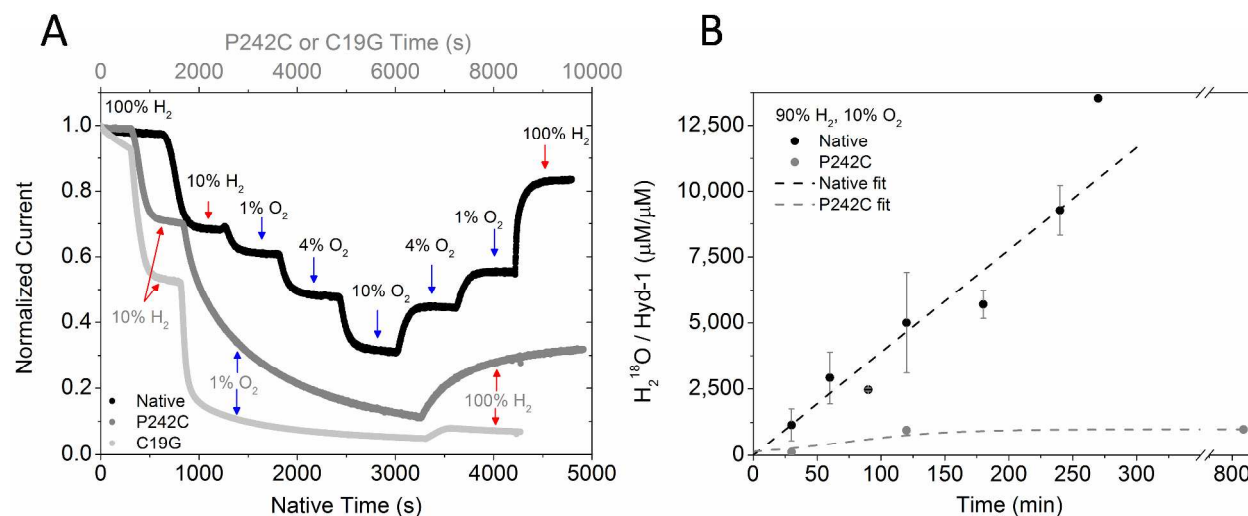 A
P242C or C19G Time (s)
0 2000 4000 6000 8000 10000
100% H₂
100% H₂
10% H₂
1% O₂
1% O₂
4% O₂
4% O₂
10% O₂
10% H₂
1% O₂
100% H₂
Native
P242C
C19G
Normalized Current
1.0
0.8
0.6
0.4
0.2
0.0
0 1000 2000 3000 4000 5000
Native Time (s)
B
90% H₂, 10% O₂
Native
P242C
Native fit
P242C fit
H₂¹⁸O / Hyd-1 (µM/µM)
12,500
10,000
7,500
5,000
2,500
0
0 50 100 150 200 250 300 800
Time (min)